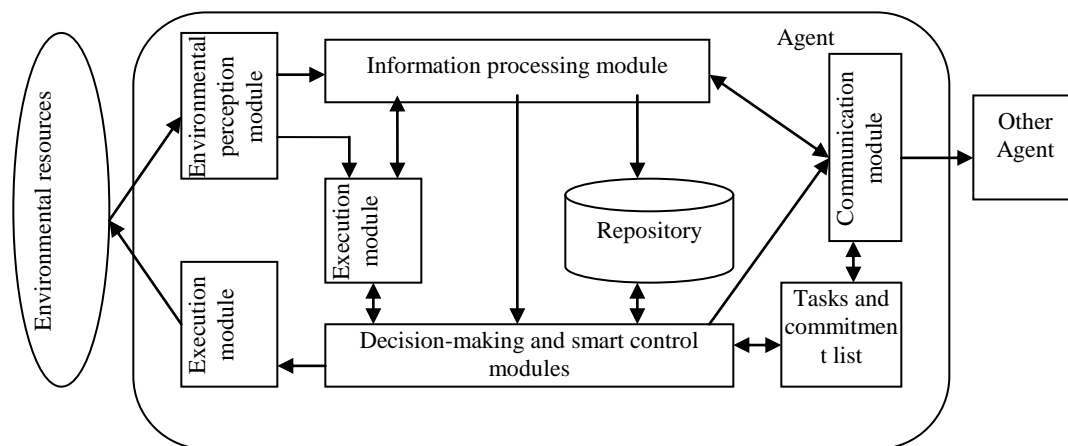 Environmental resources
Environmental
perception
module
Information processing module
Agent
Communication
module
Other
Agent
Execution
module
Repository
Execution
module
Decision-making and smart control
modules
Tasks and
commitmen
t list